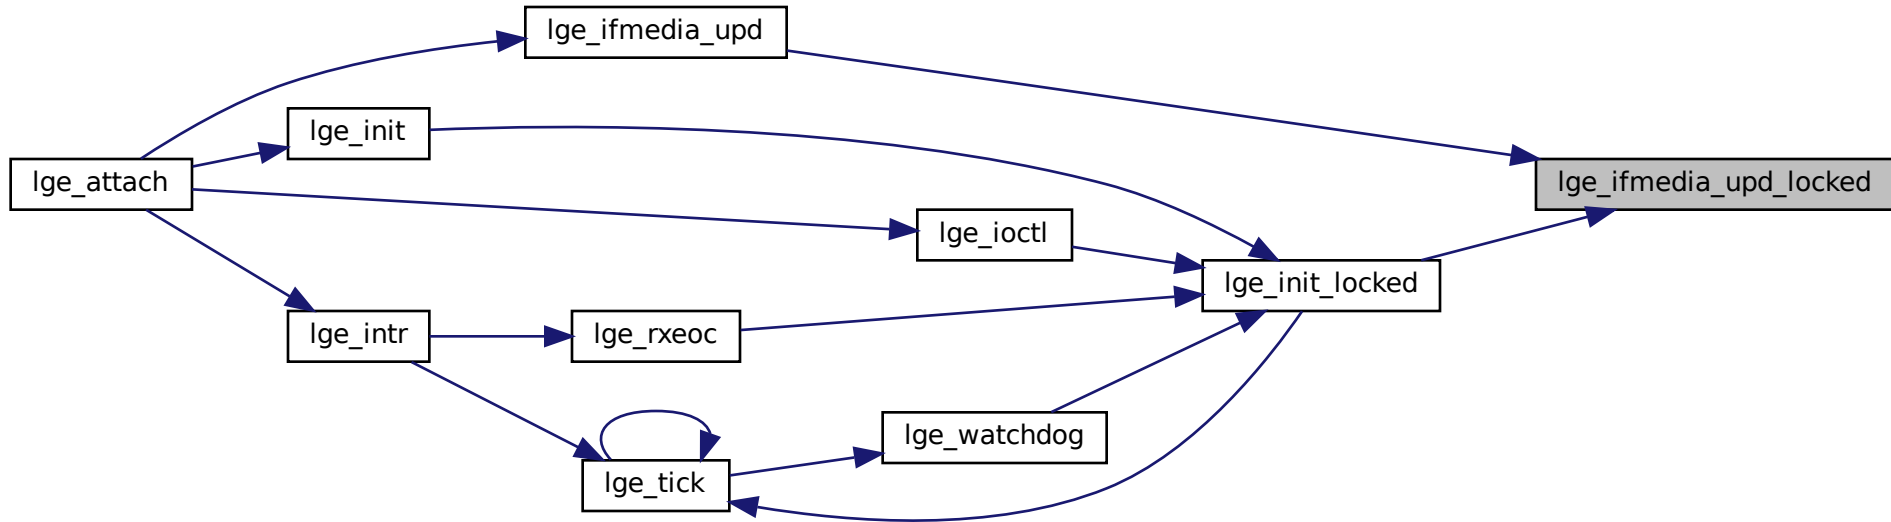 lge_ifmedia_upd
lge_init
lge_attach
lge_ifmedia_upd_locked
lge_ioctl
lge_init_locked
lge_intr
lge_rxeoc
lge_watchdog
lge_tick